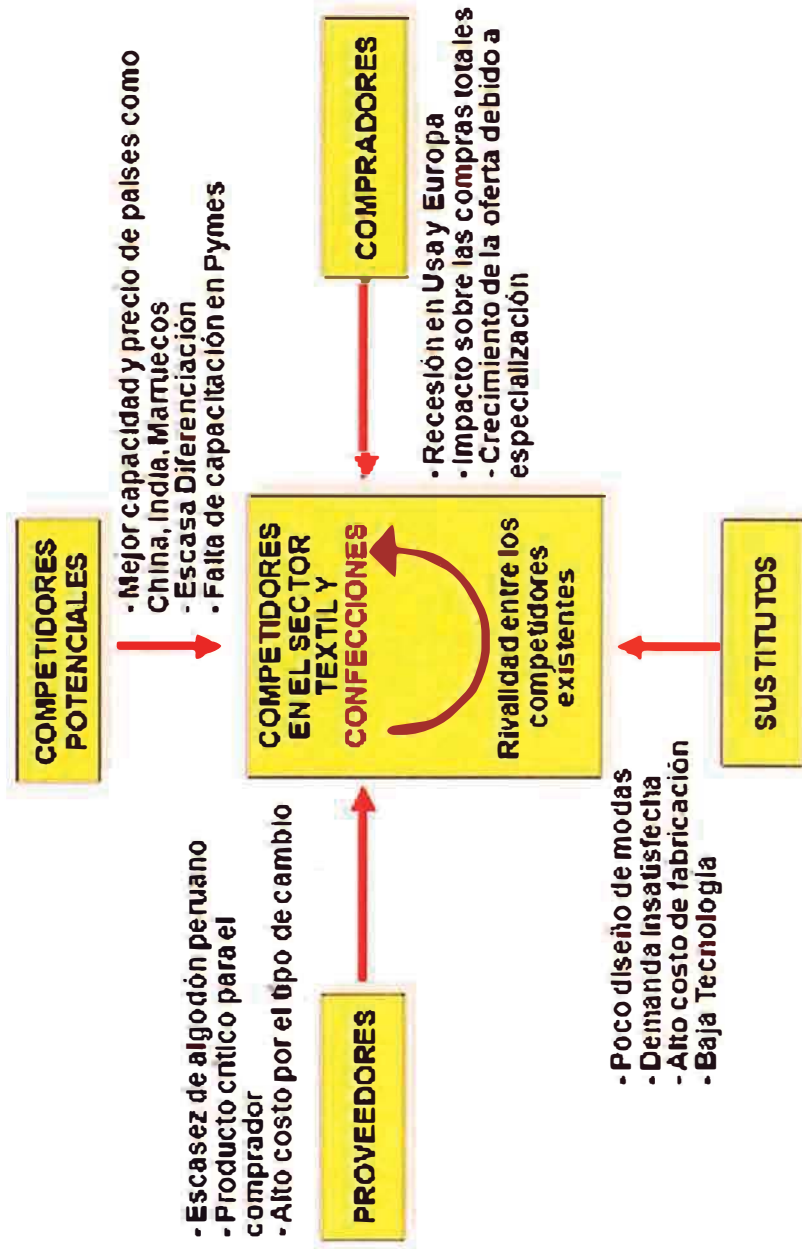 COMPETIDORES
POTENCIALES
- Mejor capacidad y precio de países como
China, India, Marruecos
- Escasa Diferenciación
- Falta de capacitación en Pymes
- Escasez de algodón peruano
- Producto crítico para el
comprador
- Alto costo por el tipo de cambio
PROVEEDORES
COMPETIDORES
EN EL SECTOR
TEXTIL Y
CONFECCIONES
Rivalidad entre los
competidores
existentes
COMPRADORES
- Recesión en Usa y Europa
- Impacto sobre las compras totales
- Crecimiento de la oferta debido a
especialización
- Poco diseño de modas
- Demanda Insatisfecha
- Alto costo de fabricación
- Baja Tecnología
SUSTITUTOS